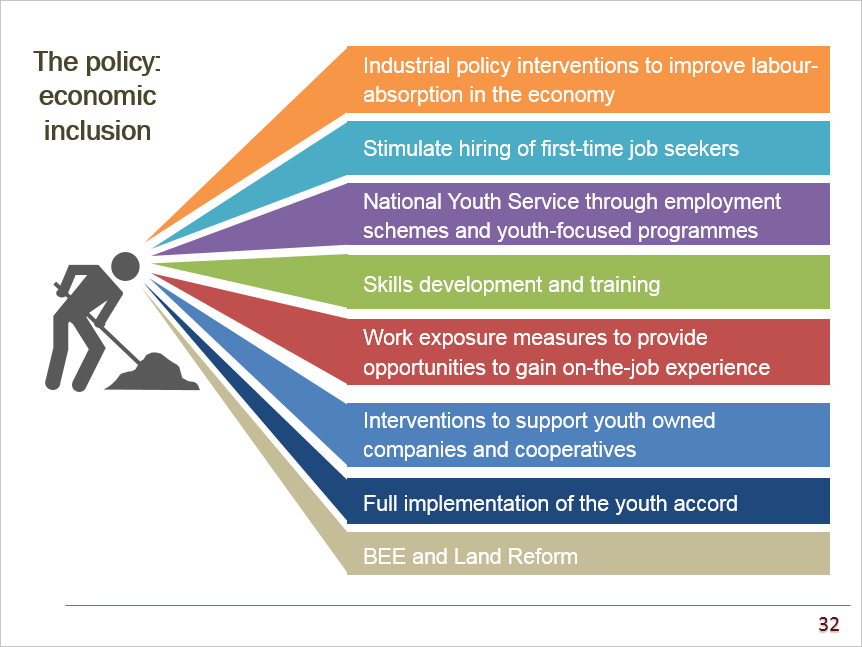 The policy:
economic
inclusion
Industrial policy interventions to improve labour-
absorption in the economy
Stimulate hiring of first-time job seekers
National Youth Service through employment
schemes and youth-focused programmes
Skills development and training
Work exposure measures to provide
opportunities to gain on-the-job experience
Interventions to support youth owned
companies and cooperatives
Full implementation of the youth accord
BEE and Land Reform
32